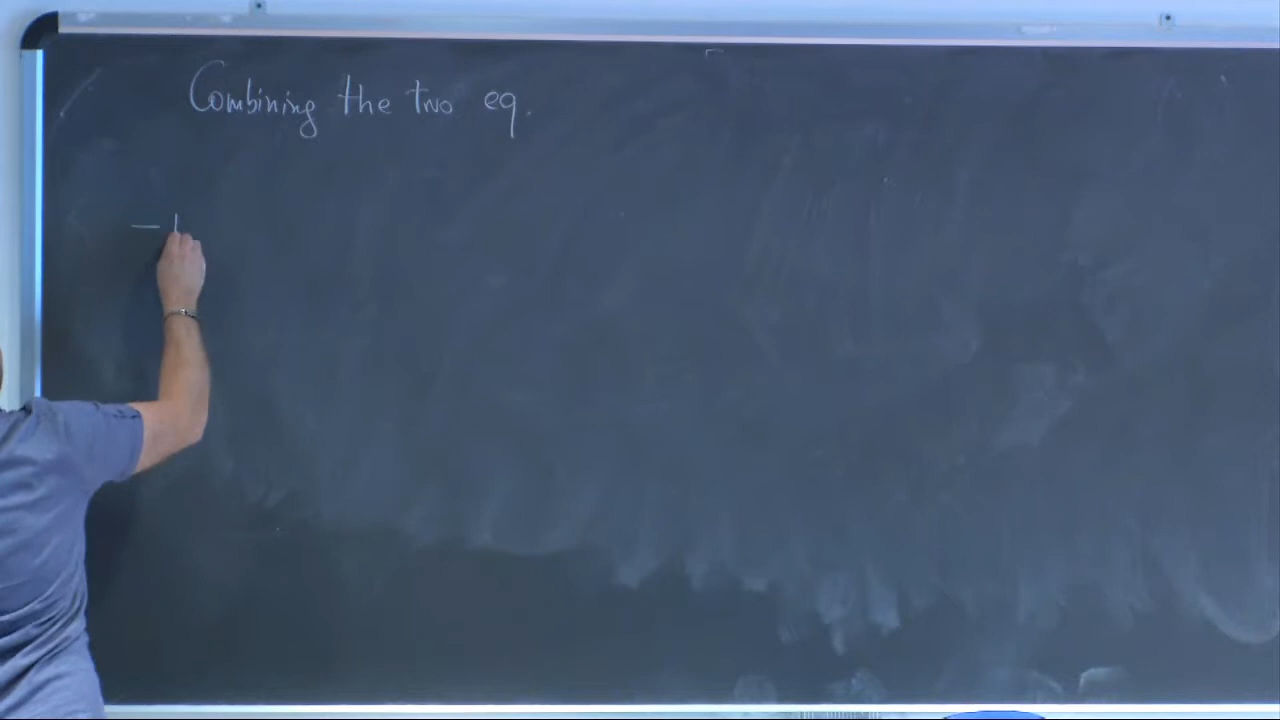 Combining the two eq.
—